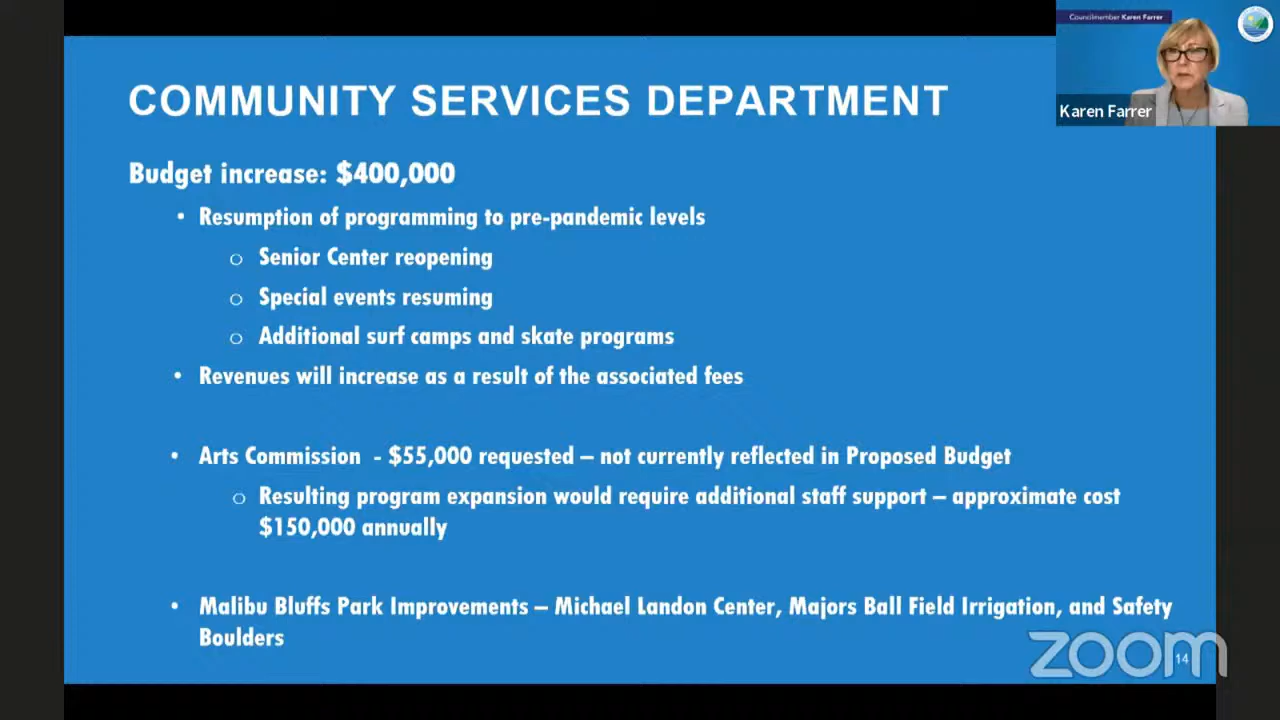 Councilmember Karen Farrer
Karen Farrer
COMMUNITY SERVICES DEPARTMENT
Budget increase: $400,000
• Resumption of programming to pre-pandemic levels
o Senior Center reopening
o Special events resuming
o Additional surf camps and skate programs
• Revenues will increase as a result of the associated fees
• Arts Commission - $55,000 requested – not currently reflected in Proposed Budget
o Resulting program expansion would require additional staff support – approximate cost
$150,000 annually
• Malibu Bluffs Park Improvements – Michael Landon Center, Majors Ball Field Irrigation, and Safety
Boulders
zoom
14